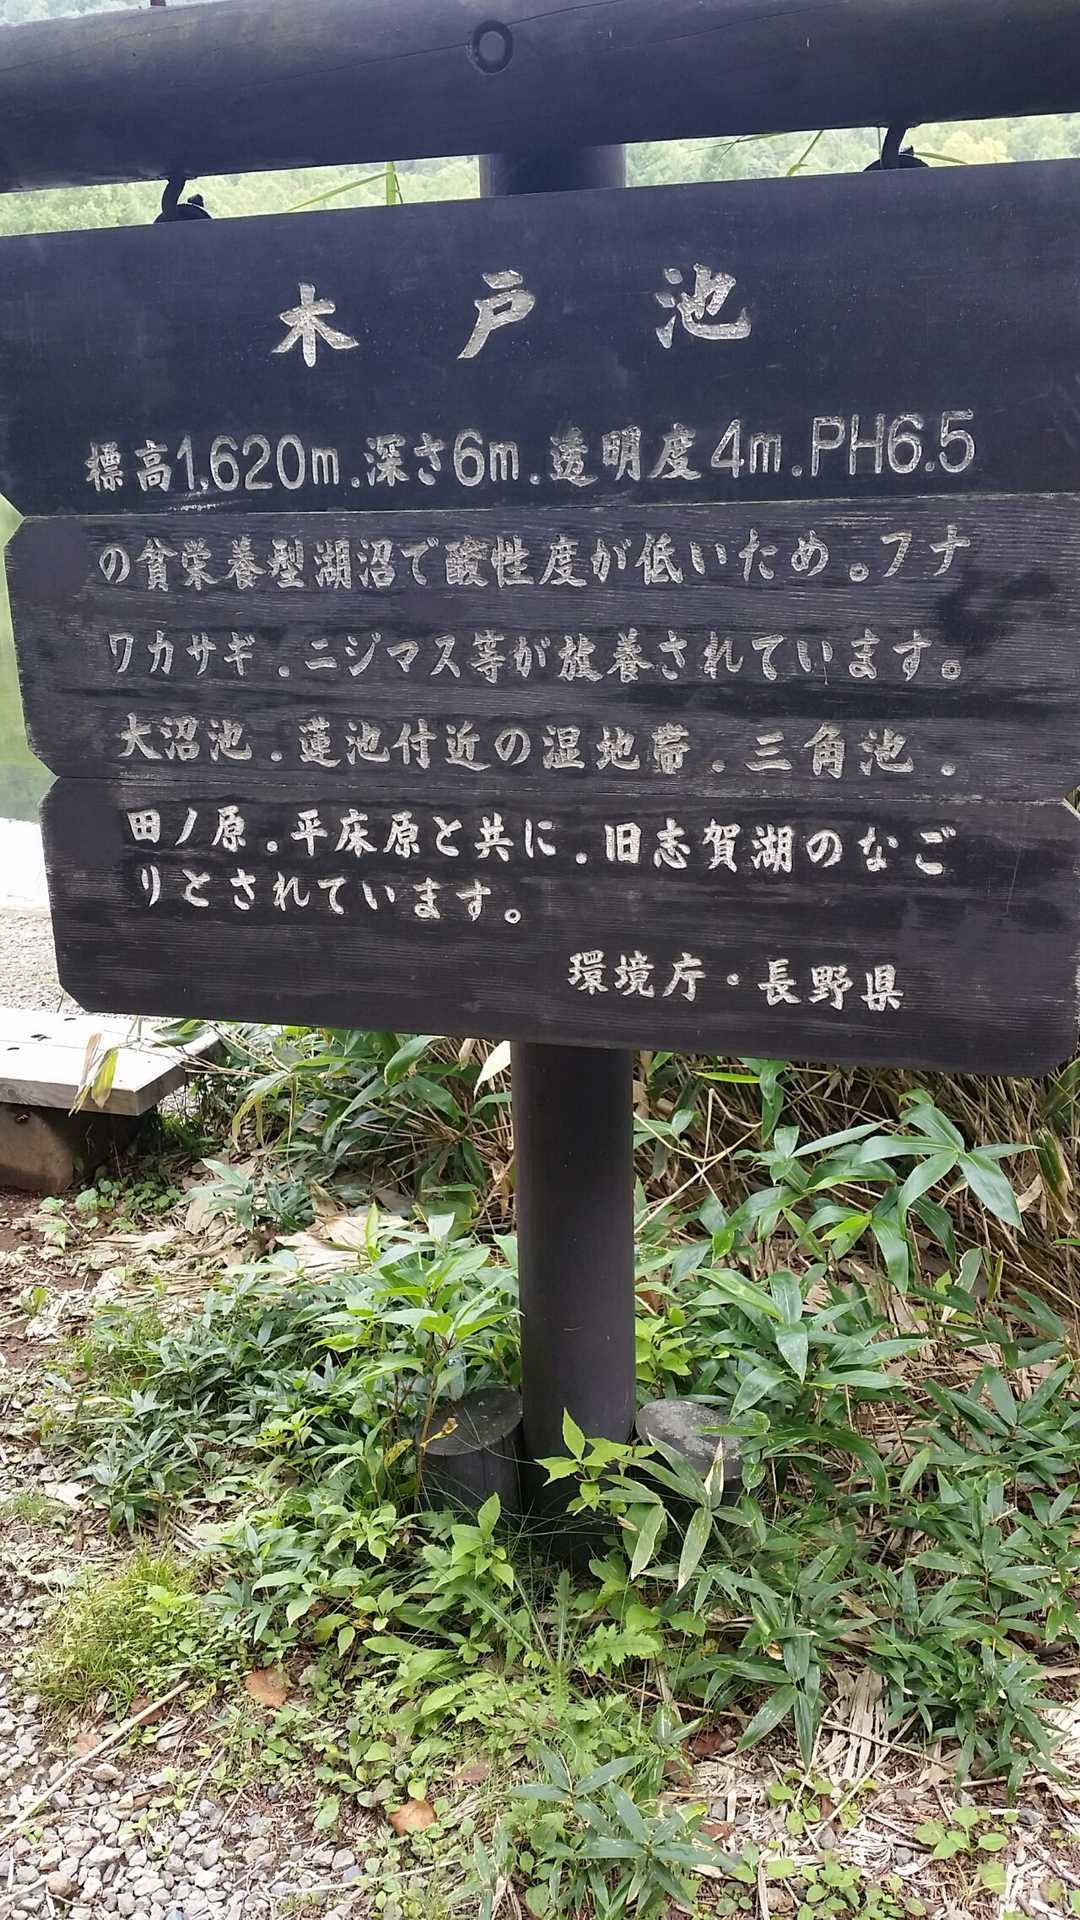 木戸池
標高1,620m.深さ6m.透明度4m.PH6.5
の貧栄養型湖沼で酸性度が低いため。フナ
ワカサギ.ニジマス等が放養されています。
大沼池.蓮池付近の湿地帯.三角池.
田ノ原.平床原と共に.旧志賀湖のなご
りとされています。
環境庁・長野県